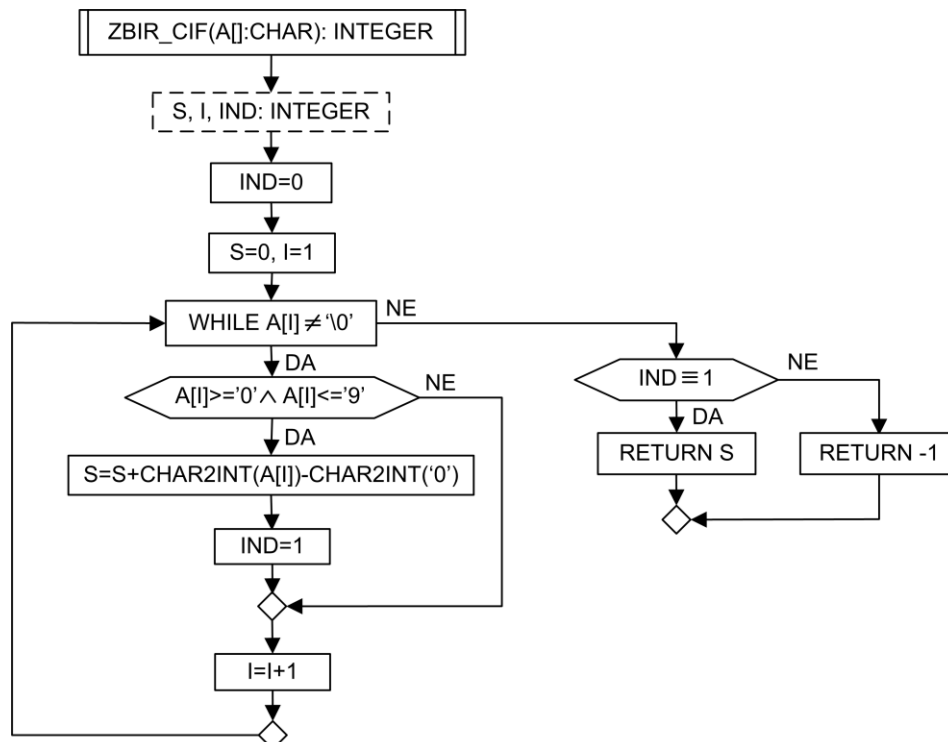 ZBIR_CIF(A[]:CHAR): INTEGER
S, I, IND: INTEGER
IND=0
S=0, I=1
WHILE A[I] ≠ ‘\0’
NE
DA
A[I]>=’0’ ∧ A[I]<=’9’
NE
DA
S=S+CHAR2INT(A[I])-CHAR2INT(‘0’)
IND=1
I=I+1
IND ≡ 1
NE
DA
RETURN S
RETURN -1